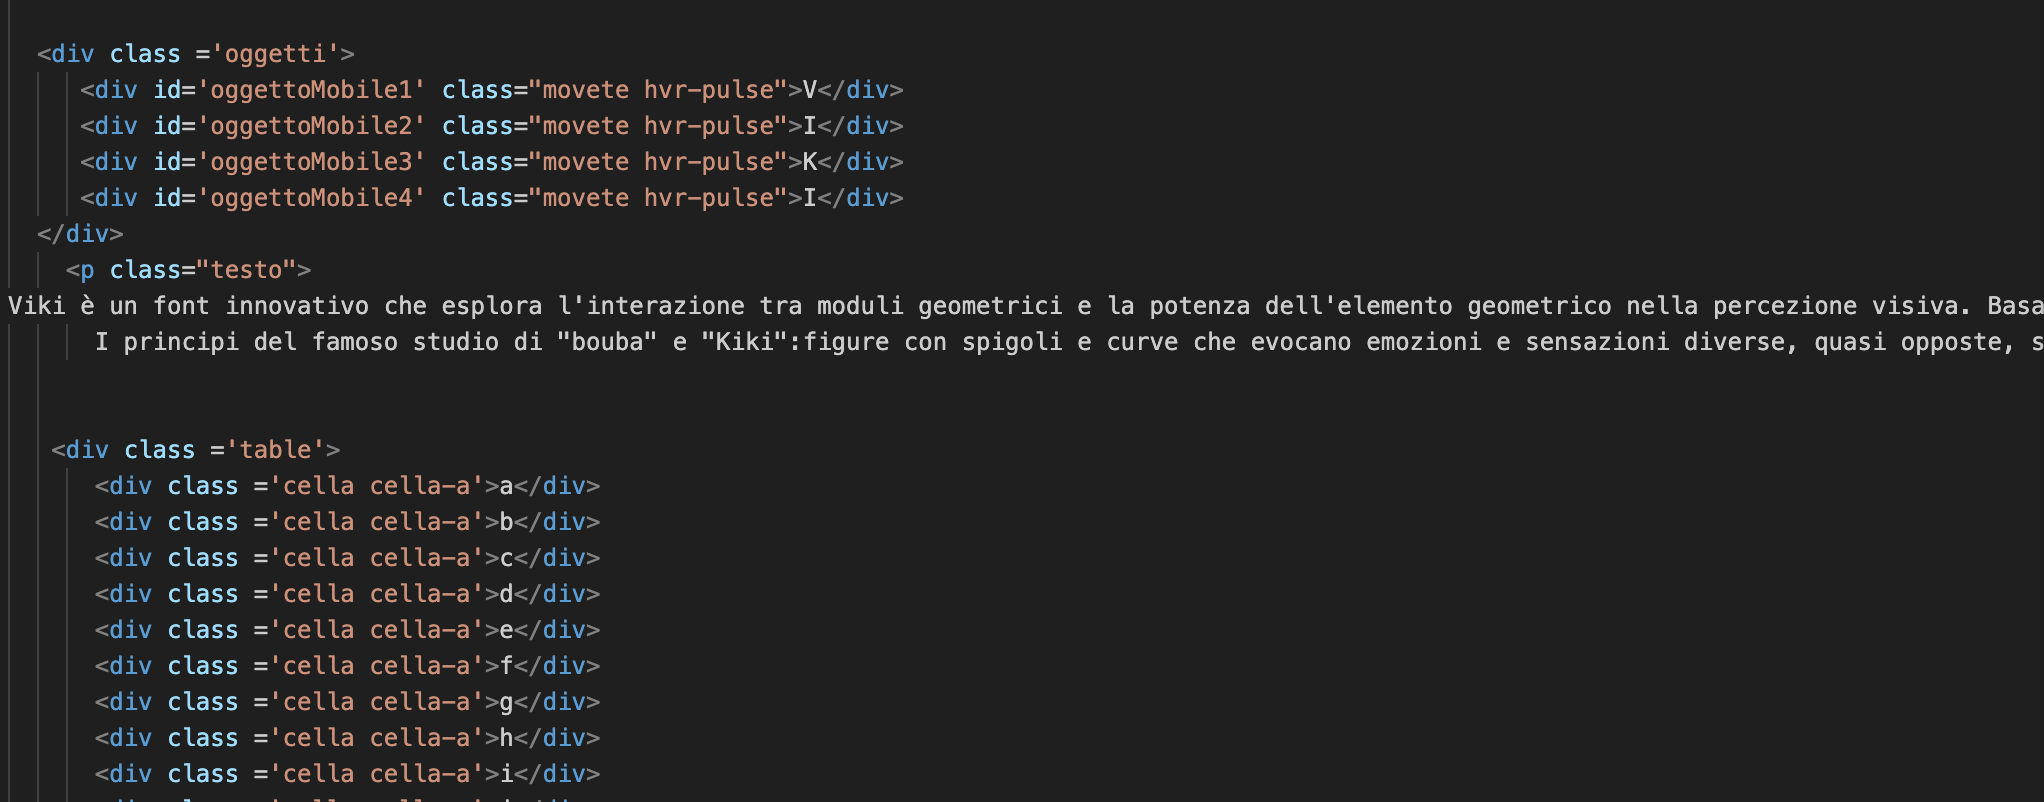 <div class ='oggetti'>
<div id='oggettoMobile1' class="movete hvr-pulse">V</div>
<div id='oggettoMobile2' class="movete hvr-pulse">I</div>
<div id='oggettoMobile3' class="movete hvr-pulse">K</div>
<div id='oggettoMobile4' class="movete hvr-pulse">I</div>
</div>
<p class="testo">
Viki è un font innovativo che esplora l'interazione tra moduli geometrici e la potenza dell'elemento geometrico nella percezione visiva. Basa
I principi del famoso studio di "bouba" e "Kiki":figure con spigoli e curve che evocano emozioni e sensazioni diverse, quasi opposte, s
<div class ='table'>
<div class ='cella cella-a'>a</div>
<div class ='cella cella-a'>b</div>
<div class ='cella cella-a'>c</div>
<div class ='cella cella-a'>d</div>
<div class ='cella cella-a'>e</div>
<div class ='cella cella-a'>f</div>
<div class ='cella cella-a'>g</div>
<div class ='cella cella-a'>h</div>
<div class ='cella cella-a'>i</div>